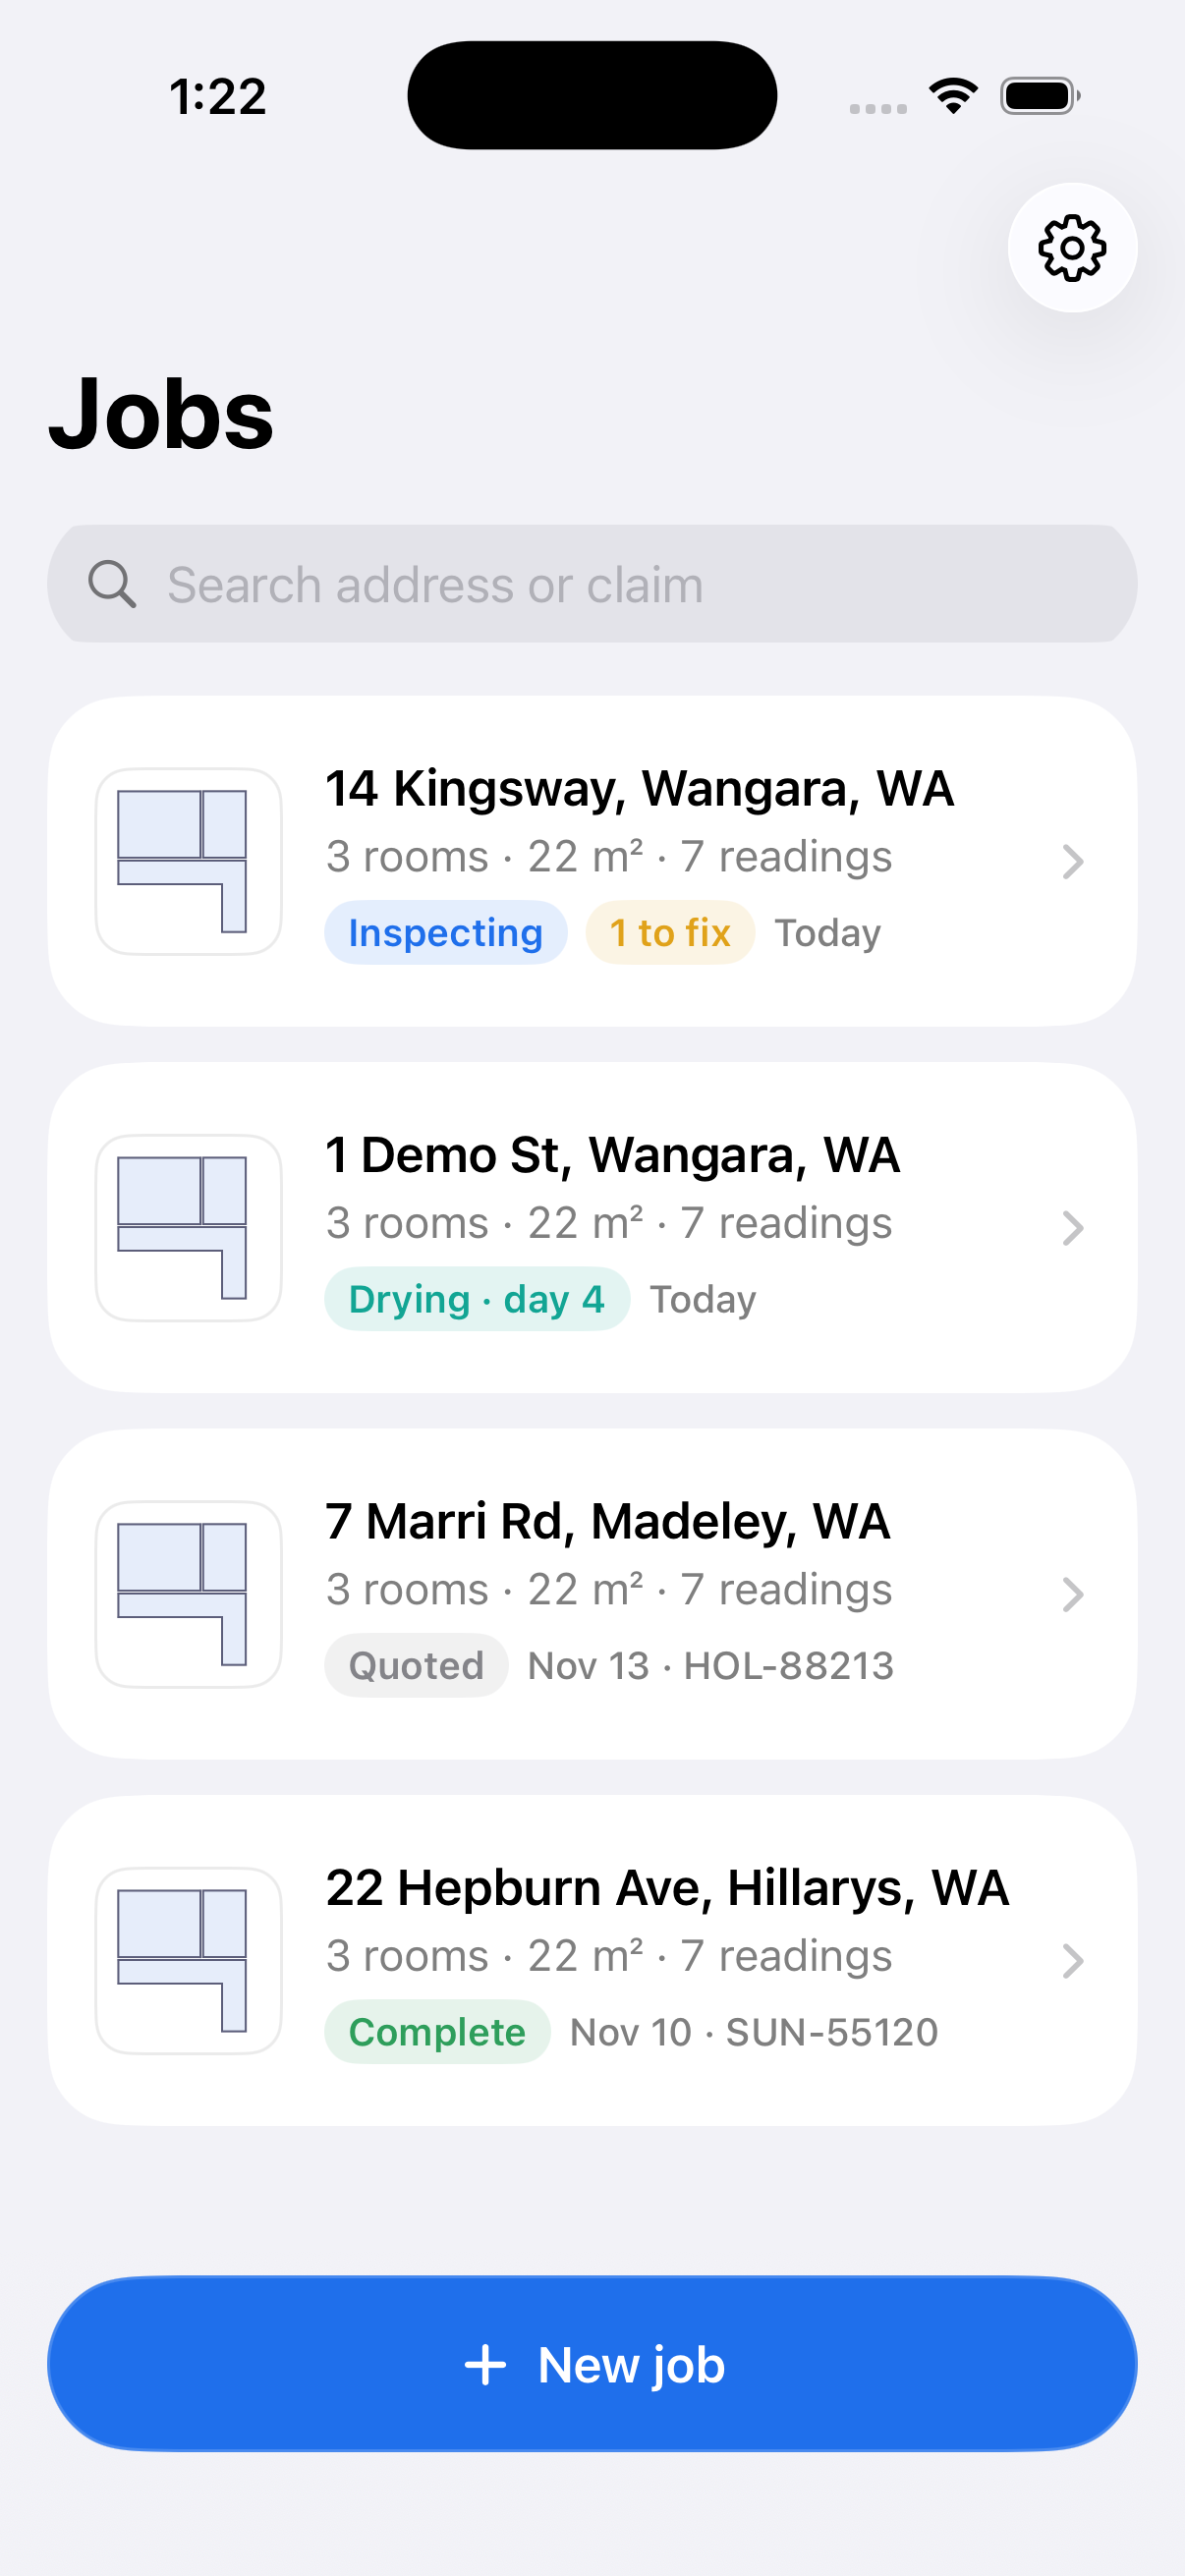 1:22
Jobs
Search address or claim
14 Kingsway, Wangara, WA
3 rooms · 22 m² · 7 readings
Inspecting 1 to fix Today
1 Demo St, Wangara, WA
3 rooms · 22 m² · 7 readings
Drying · day 4 Today
7 Marri Rd, Madeley, WA
3 rooms · 22 m² · 7 readings
Quoted Nov 13 · HOL-88213
22 Hepburn Ave, Hillarys, WA
3 rooms · 22 m² · 7 readings
Complete Nov 10 · SUN-55120
+ New job